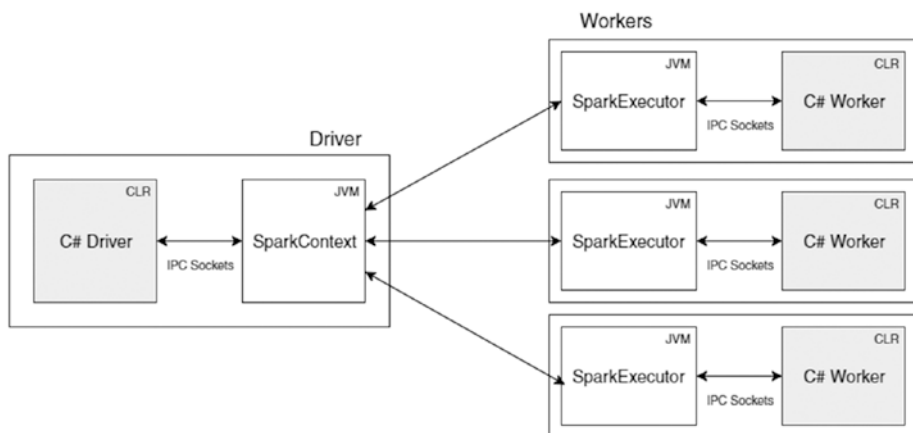 Workers
JVM
CLR
SparkExecutor
C# Worker
IPC Sockets
Driver
CLR
JVM
C# Driver
SparkContext
IPC Sockets
JVM
CLR
SparkExecutor
C# Worker
IPC Sockets
JVM
CLR
SparkExecutor
C# Worker
IPC Sockets